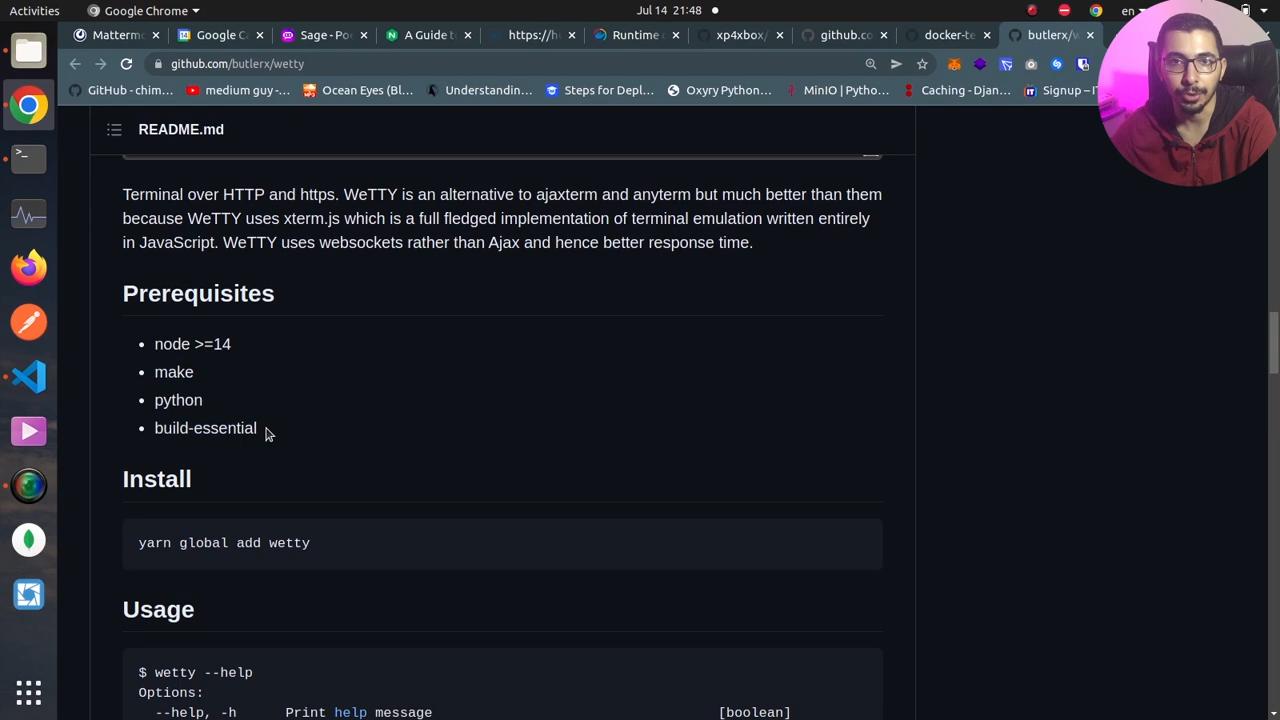 Activities
Google Chrome
Jul 14 21:48
en
Mattermo
Google C
Sage - Po
A Guide t
https://h
Runtime
xp4xbox/
github.co
docker-te
butlerx/w
github.com/butlerx/wetty
GitHub - chim...
medium guy -...
Ocean Eyes (Bl...
Understandin...
Steps for Depl...
Oxyry Python...
MinIO | Pytho...
Caching - Djan...
Signup – IT
README.md
Terminal over HTTP and https. WeTTY is an alternative to ajaxterm and anyterm but much better than them
because WeTTY uses xterm.js which is a full fledged implementation of terminal emulation written entirely
in JavaScript. WeTTY uses websockets rather than Ajax and hence better response time.
Prerequisites
• node >=14
• make
• python
• build-essential
Install
yarn global add wetty
Usage
$ wetty --help
Options:
--help, -h Print help message [boolean]